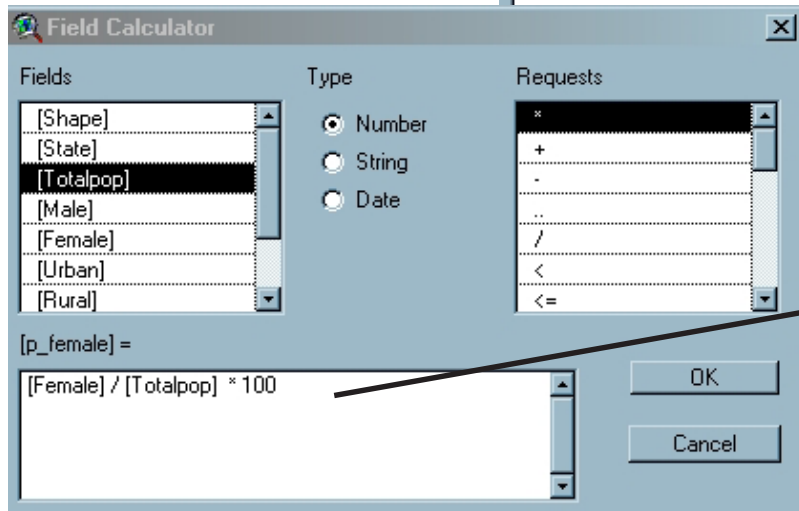 Field Calculator
Fields
[Shape]
[State]
[Totalpop]
[Male]
[Female]
[Urban]
[Rural]
Type
Number
String
Date
Requests
*
+
-
..
/
<
<=
[p_female] =
[Female] / [Totalpop] * 100
OK
Cancel